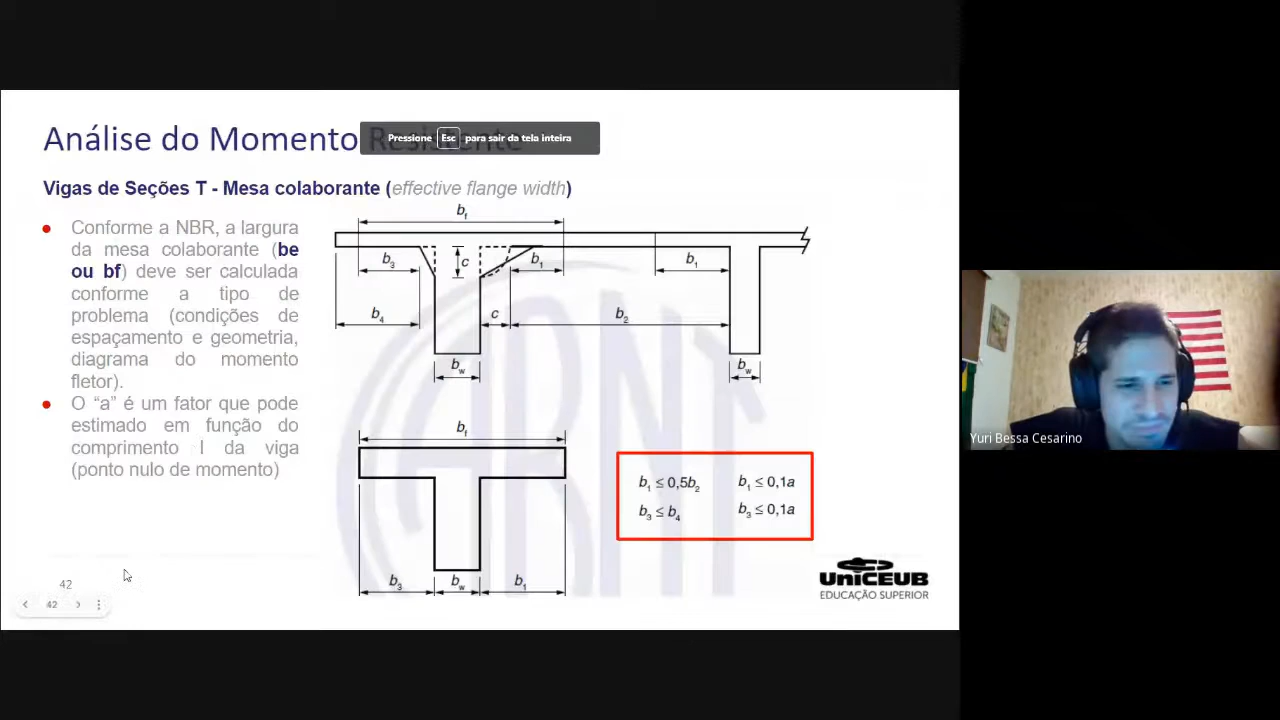 Análise do Momento Resistente
Pressione Esc para sair da tela inteira
Vigas de Seções T - Mesa colaborante (effective flange width)
● Conforme a NBR, a largura
da mesa colaborante (be
ou bf) deve ser calculada
conforme a tipo de
problema (condições de
espaçamento e geometria,
diagrama do momento
fletor).
● O “a” é um fator que pode
estimado em função do
comprimento l da viga
(ponto nulo de momento)
bf
b3
c
b1
b1
b4
c
b2
bw
bw
bf
b3
bw
b1
b1 ≤ 0,5b2 b1 ≤ 0,1a
b3 ≤ b4 b3 ≤ 0,1a
UniCEUB
EDUCAÇÃO SUPERIOR
42
42
Yuri Bessa Cesarino